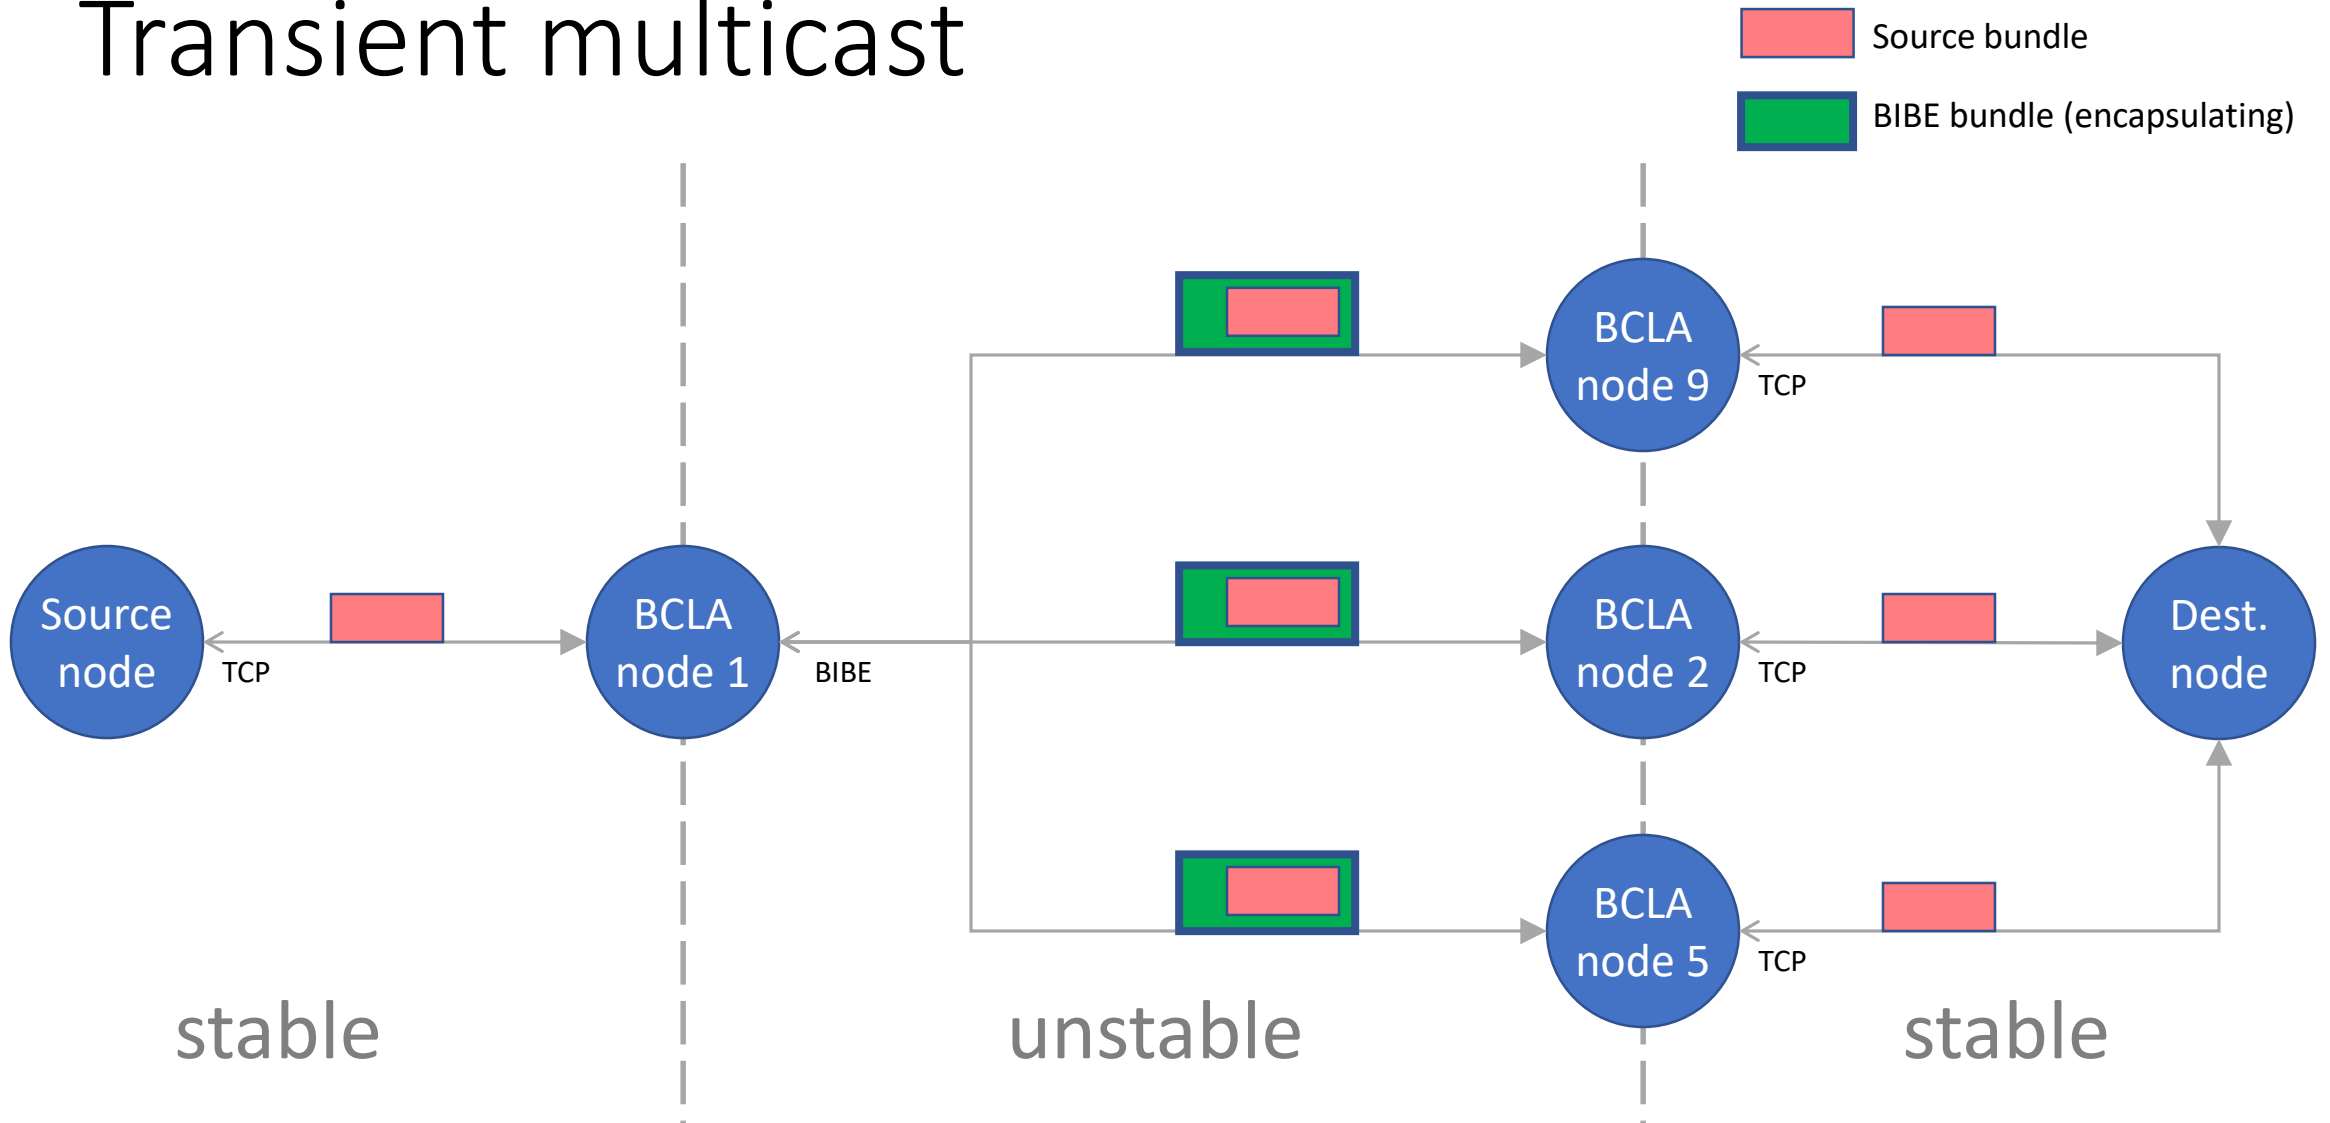 Transient multicast
Source bundle
BIBE bundle (encapsulating)
BCLA
node 9
TCP
Source
node
TCP
BCLA
node 1
BIBE
BCLA
node 2
TCP
Dest.
node
BCLA
node 5
TCP
stable
unstable
stable